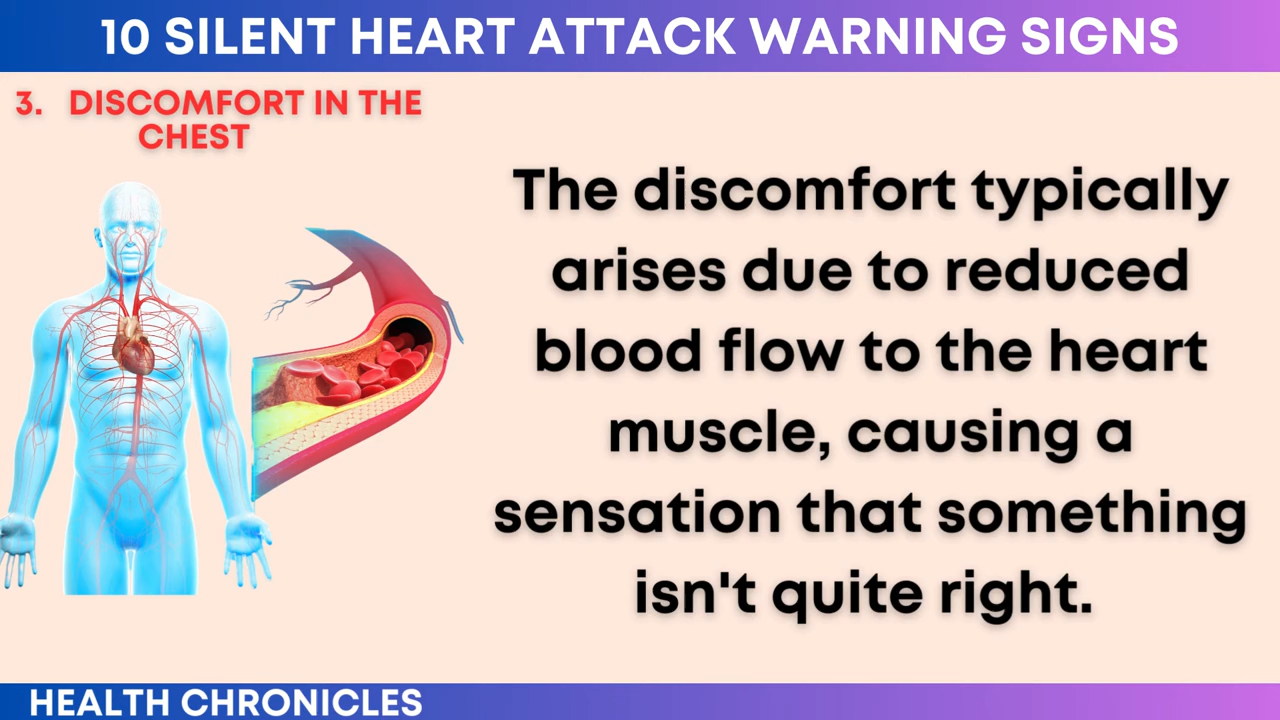 10 SILENT HEART ATTACK WARNING SIGNS
3. DISCOMFORT IN THE
CHEST
The discomfort typically
arises due to reduced
blood flow to the heart
muscle, causing a
sensation that something
isn't quite right.
HEALTH CHRONICLES